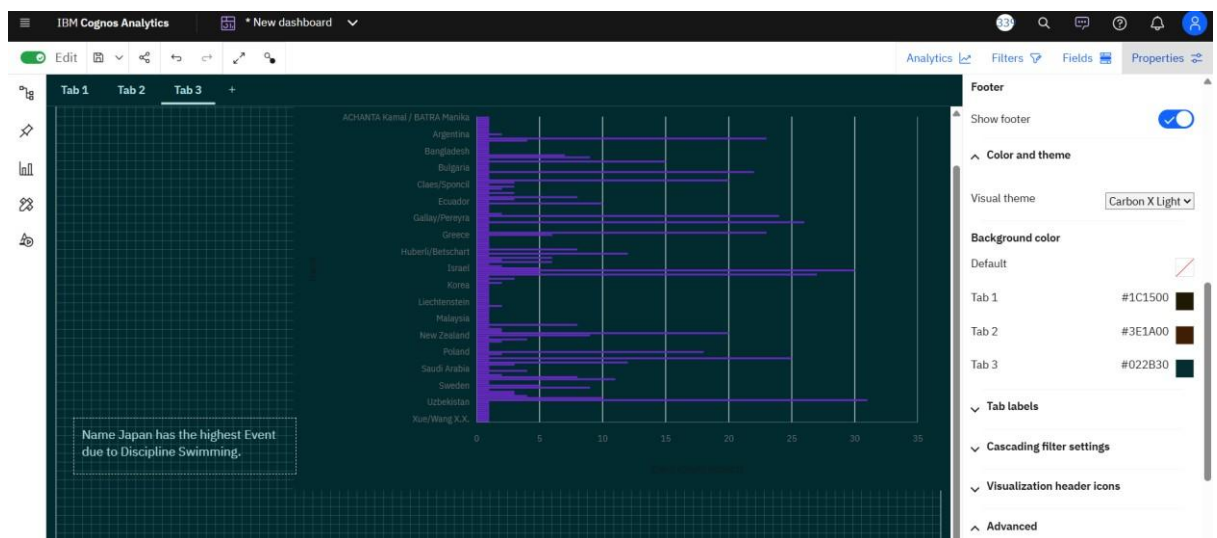 IBM Cognos Analytics
* New dashboard
339
Edit
Analytics
Filters
Fields
Properties
Tab 1
Tab 2
Tab 3
+
ACHANTA Kamal / BATRA Manika
Argentina
Bangladesh
Bulgaria
Claes/Sponcil
Ecuador
Gallay/Pereyra
Greece
Huberli/Betschart
Israel
Korea
Liechtenstein
Malaysia
New Zealand
Poland
Saudi Arabia
Sweden
Uzbekistan
Xue/Wang X.X.
0 5 10 15 20 25 30 35
Name Japan has the highest Event
due to Discipline Swimming.
Footer
Show footer
Color and theme
Visual theme
Carbon X Light
Background color
Default
Tab 1 #1C1500
Tab 2 #3E1A00
Tab 3 #022B30
Tab labels
Cascading filter settings
Visualization header icons
Advanced